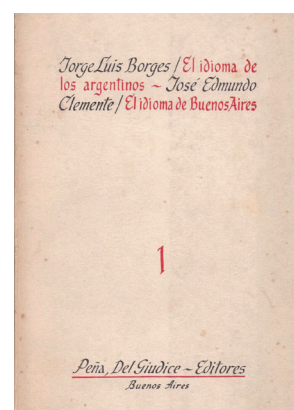 Jorge Luis Borges / El idioma de
los argentinos ~ José Edmundo
Clemente / El idioma de Buenos Aires
1
Peña, Del Giudice ~ Editores
Buenos Aires